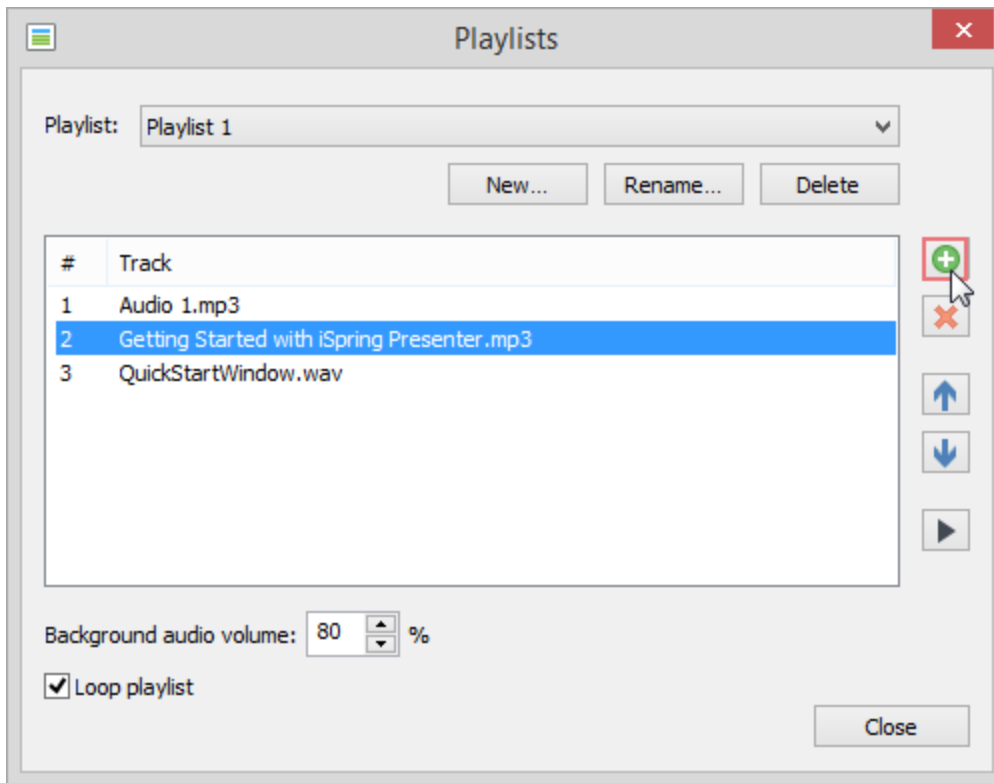 Playlists
Playlist: Playlist 1
New... Rename... Delete
# Track
1 Audio 1.mp3
2 Getting Started with iSpring Presenter.mp3
3 QuickStartWindow.wav
Background audio volume: 80 %
Loop playlist
Close